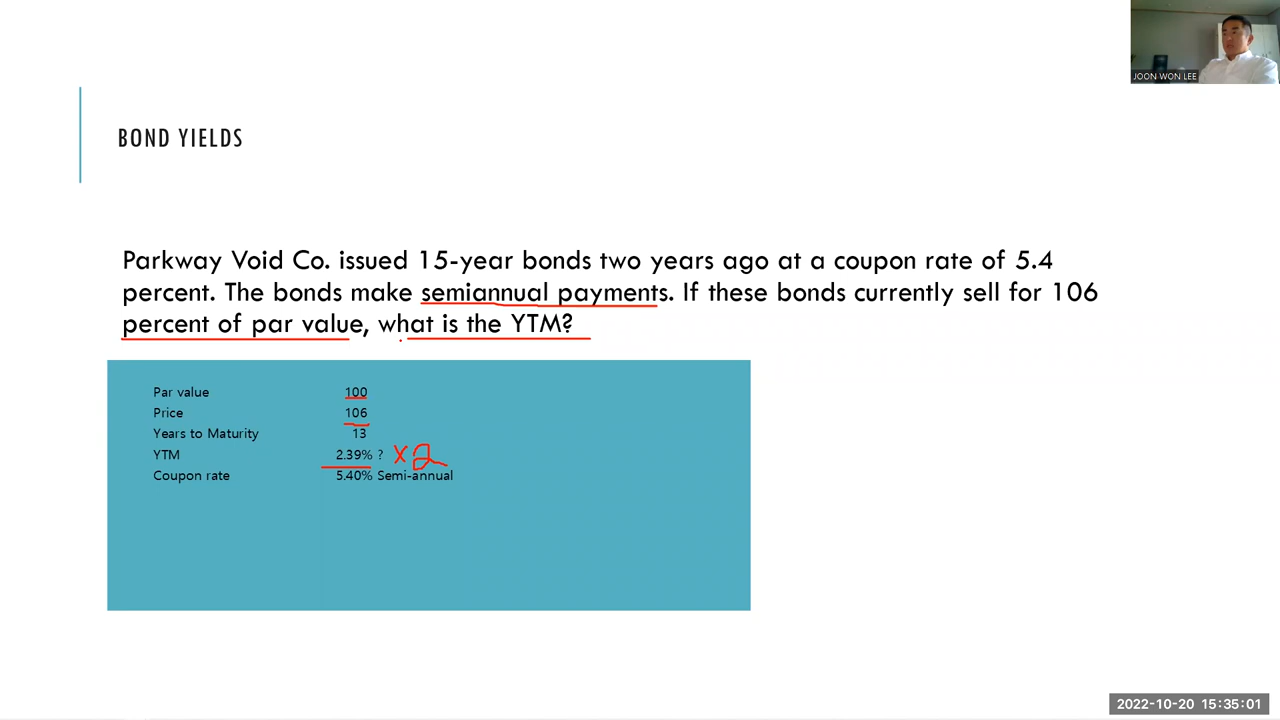 JOON WON LEE
BOND YIELDS
Parkway Void Co. issued 15-year bonds two years ago at a coupon rate of 5.4
percent. The bonds make semiannual payments. If these bonds currently sell for 106
percent of par value, what is the YTM?
Par value 100
Price 106
Years to Maturity 13
YTM 2.39% ? x2
Coupon rate 5.40% Semi-annual
2022-10-20 15:35:01